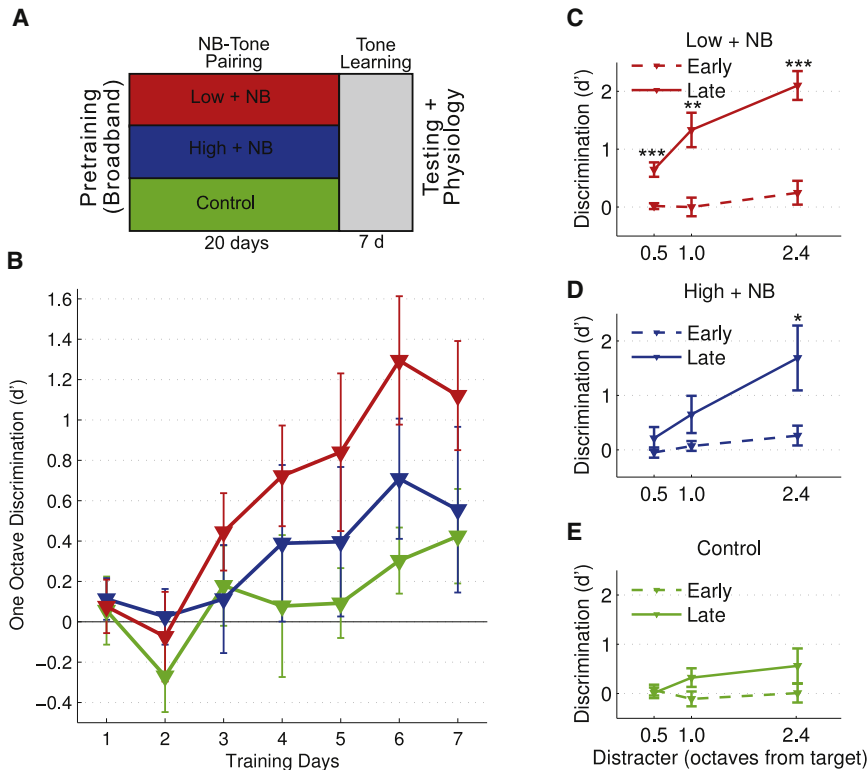 A
NB-Tone
Pairing
Tone
Learning
Pretraining
(Broadband)
Low + NB
High + NB
Control
Testing +
Physiology
20 days
7 d
B
One Octave Discrimination (d')
1.6
1.4
1.2
1
0.8
0.6
0.4
0.2
0
−0.2
−0.4
1 2 3 4 5 6 7
Training Days
C
Low + NB
Discrimination (d')
Early
Late
***
**
***
2
1
0
0.5 1.0 2.4
D
High + NB
Discrimination (d')
Early
Late
*
2
1
0
0.5 1.0 2.4
E
Control
Discrimination (d')
Early
Late
2
1
0
0.5 1.0 2.4
Distracter (octaves from target)